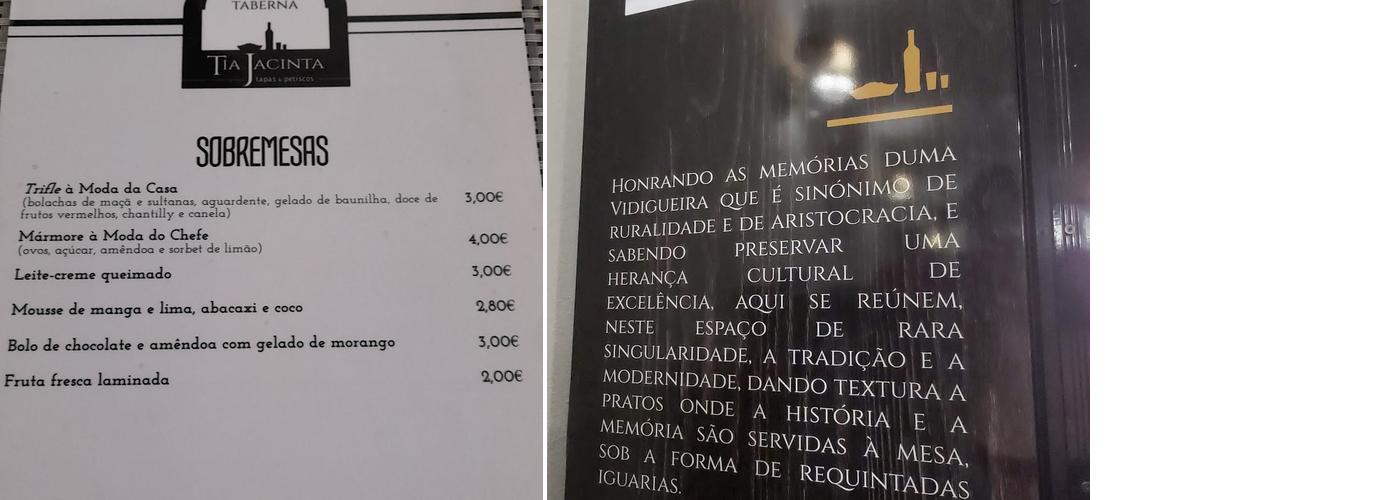 TABERNA
TIA JACINTA
tapas & petiscos
SOBREMESAS
Trifle à Moda da Casa
(bolachas de maçã e sultanas, aguardente, gelado de baunilha, doce de 3,00€
frutos vermelhos, chantilly e canela)
Mármore à Moda do Chefe 4,00€
(ovos, açúcar, amêndoa e sorbet de limão)
Leite-creme queimado 3,00€
Mousse de manga e lima, abacaxi e coco 2,80€
Bolo de chocolate e amêndoa com gelado de morango 3,00€
Fruta fresca laminada 2,00€
HONRANDO AS MEMÓRIAS DUMA
VIDIGUEIRA QUE É SINÓNIMO DE
RURALIDADE E DE ARISTOCRACIA, E
SABENDO PRESERVAR UMA
HERANÇA CULTURAL DE
EXCELÊNCIA, AQUI SE REÚNEM,
NESTE ESPAÇO DE RARA
SINGULARIDADE, A TRADIÇÃO E A
MODERNIDADE, DANDO TEXTURA A
PRATOS ONDE A HISTÓRIA E A
MEMÓRIA SÃO SERVIDAS À MESA,
SOB A FORMA DE REQUINTADAS
IGUARIAS.